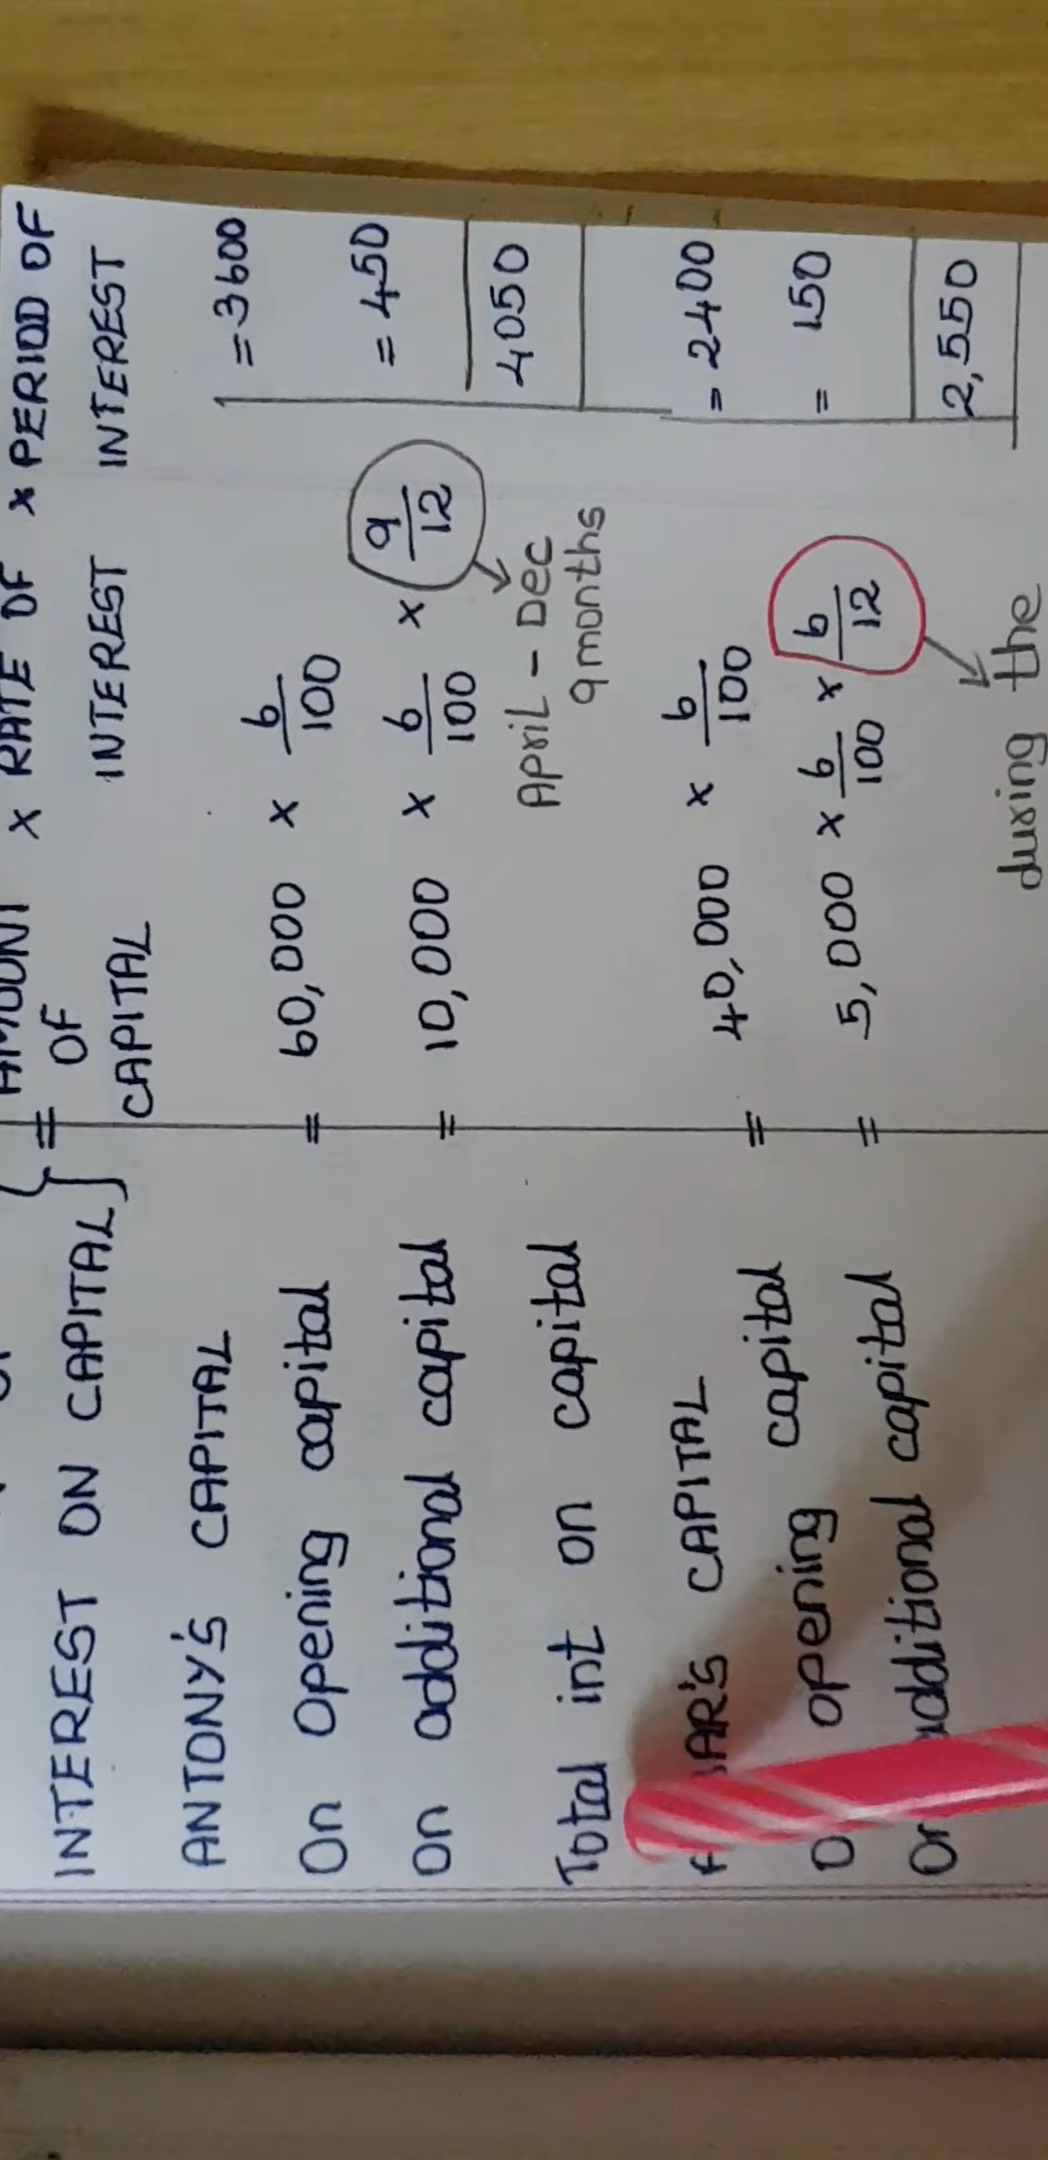 INTEREST ON CAPITAL } = AMOUNT OF CAPITAL x RATE OF INTEREST x PERIOD OF INTEREST
ANTONY'S CAPITAL
On opening capital = 60,000 x 6/100 = 3600
On additional capital = 10,000 x 6/100 x 9/12 = 450
April - Dec
9 months
Total int on capital 4050
CAPITAL
opening capital = 40,000 x 6/100 = 2400
On additional capital = 5,000 x 6/100 x 6/12 = 150
2,550
during the